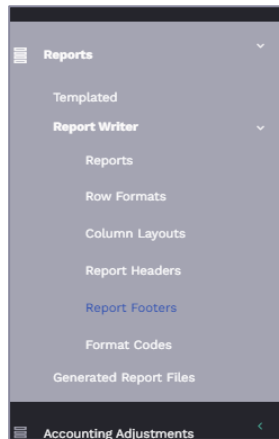 Reports
Templated
Report Writer
Reports
Row Formats
Column Layouts
Report Headers
Report Footers
Format Codes
Generated Report Files
Accounting Adjustments